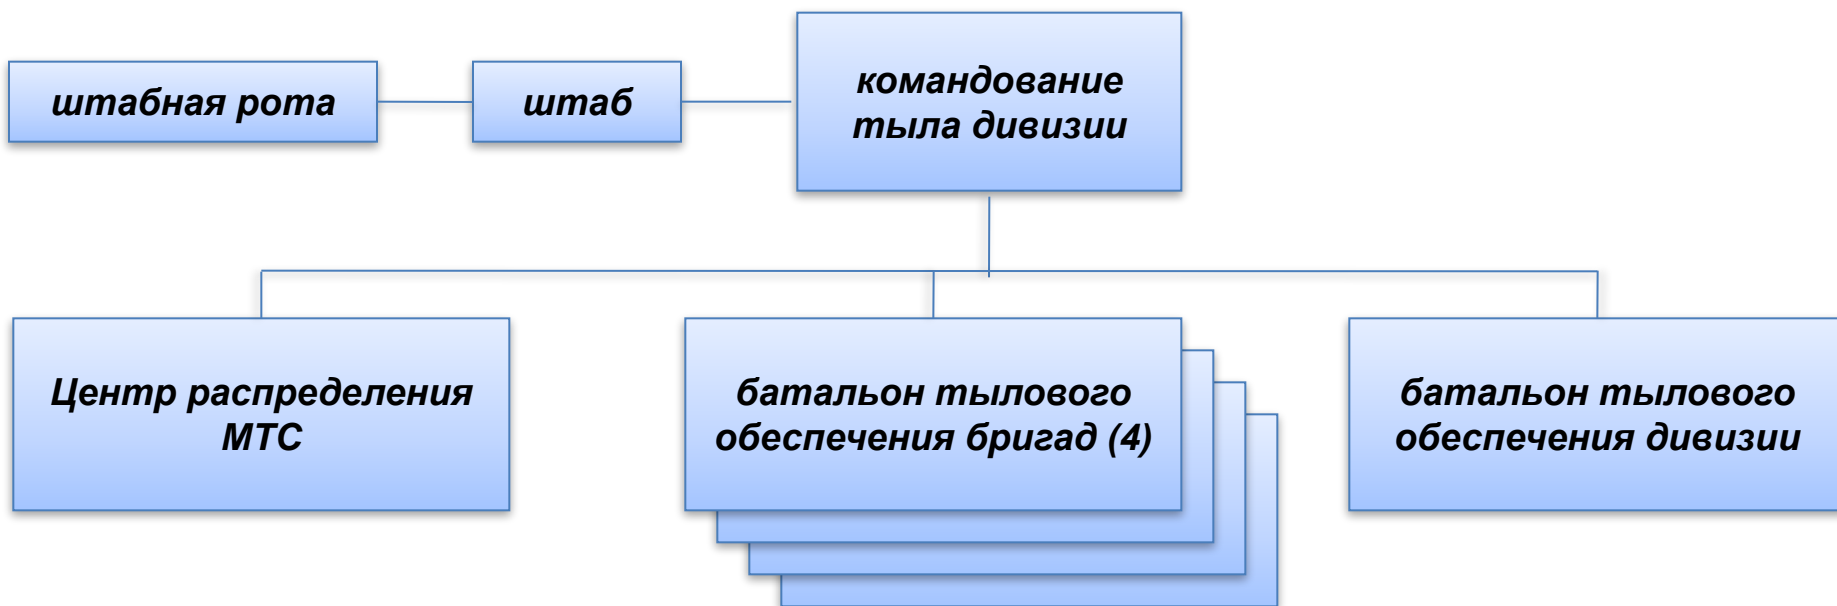 штабная рота
штаб
командование
тыла дивизии
Центр распределения
МТС
батальон тылового
обеспечения бригад (4)
батальон тылового
обеспечения дивизии